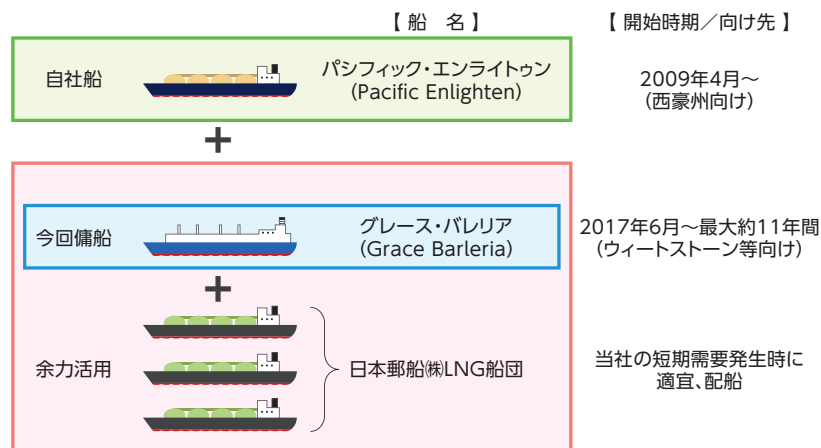 【 船　名 】
【 開始時期／向け先 】
自社船
パシフィック・エンライトゥン
(Pacific Enlighten)
2009年4月～
(西豪州向け)
+
今回傭船
グレース・バレリア
(Grace Barleria)
2017年6月～最大約11年間
(ウィートストーン等向け)
+
余力活用
日本郵船㈱LNG船団
当社の短期需要発生時に
適宜、配船